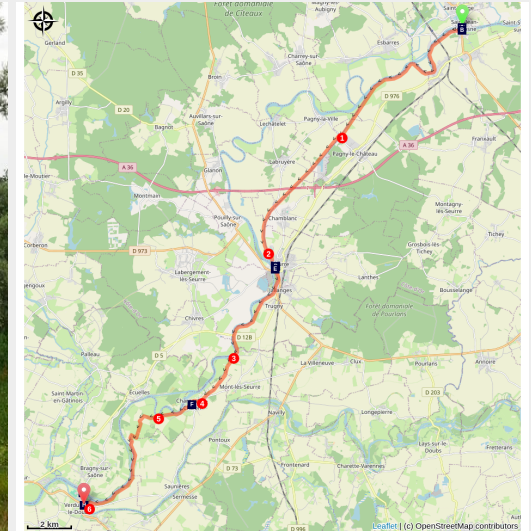 Forêt domaniale
de Cîteaux
Aubigny-
les-Magny
Gerland
Esbarres
Charrey-sur-
Saône
D 35
Broin
D 976
Argilly
D 20
Auvillars-sur-
Saône
Bagnot
Lechâtelet
Pagny-la-Ville
1
Franxault
Pagny-le-Château
A 36
Labruyère
A 36
Glanon
Montmain
Montagny-
lès-Seurre
Pouilly-sur-
Saône
Chamblanc
Tichey
Corberon
D 973
2
Grosbois-lès-
Tichey
E
Labergement-
lès-Seurre
Lanthes
Bousselange
Jallanges
Trugny
Forêt domaniale
de Pourlans
Chivres
D 12B
Palleau
D 5
3
La Villeneuve
Clux
Pourlans
Annoire
Mont-lès-Seurre
Écuelles
D 203
Saint-Martin-
en-Gâtinois
F
4
Longepierre
Navilly
5
Pontoux
Lays-sur-le-
Doubs
Fretterans
Bragny-sur-
Saône
D 73
Frontenard
Charette-Varennes
Saunières
Sermesse
6
2 km
D 996
Leaflet | (c) OpenStreetMap contributors